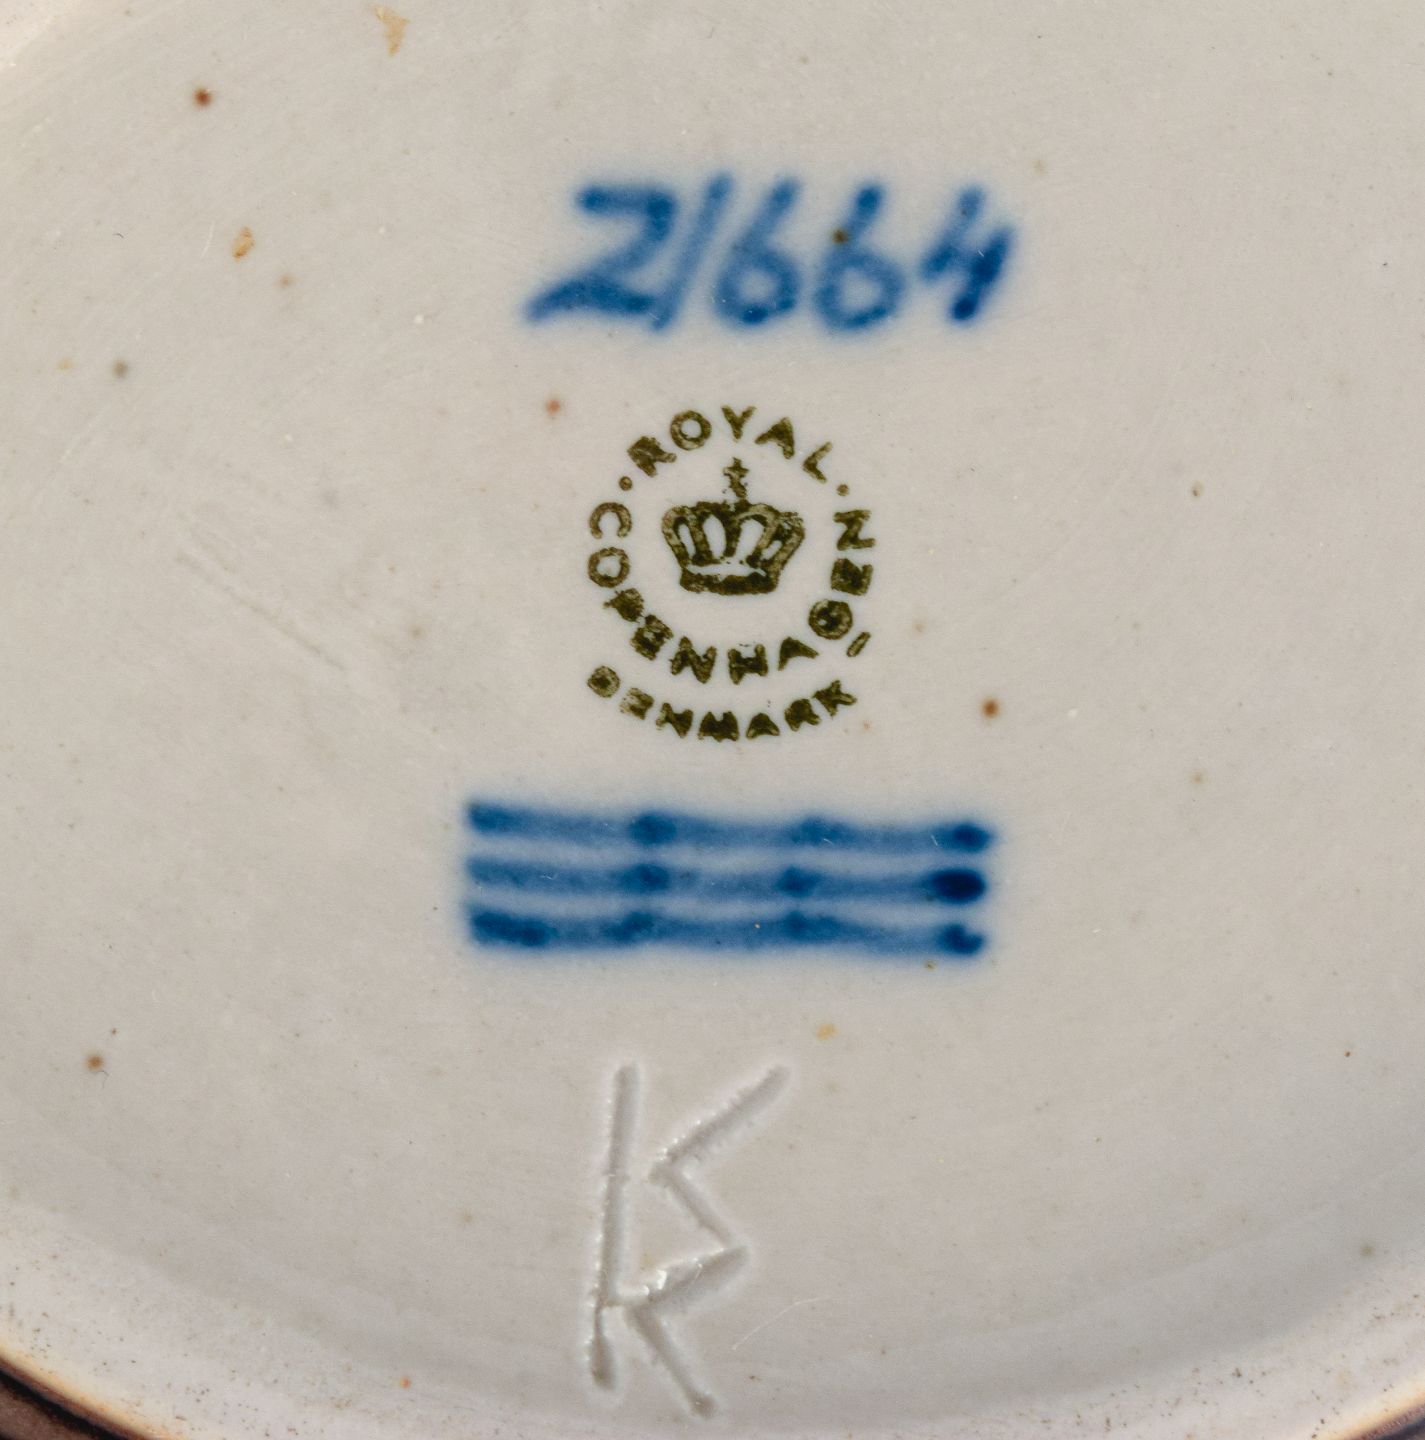 21664
ROYAL
COPENHAGEN
DENMARK